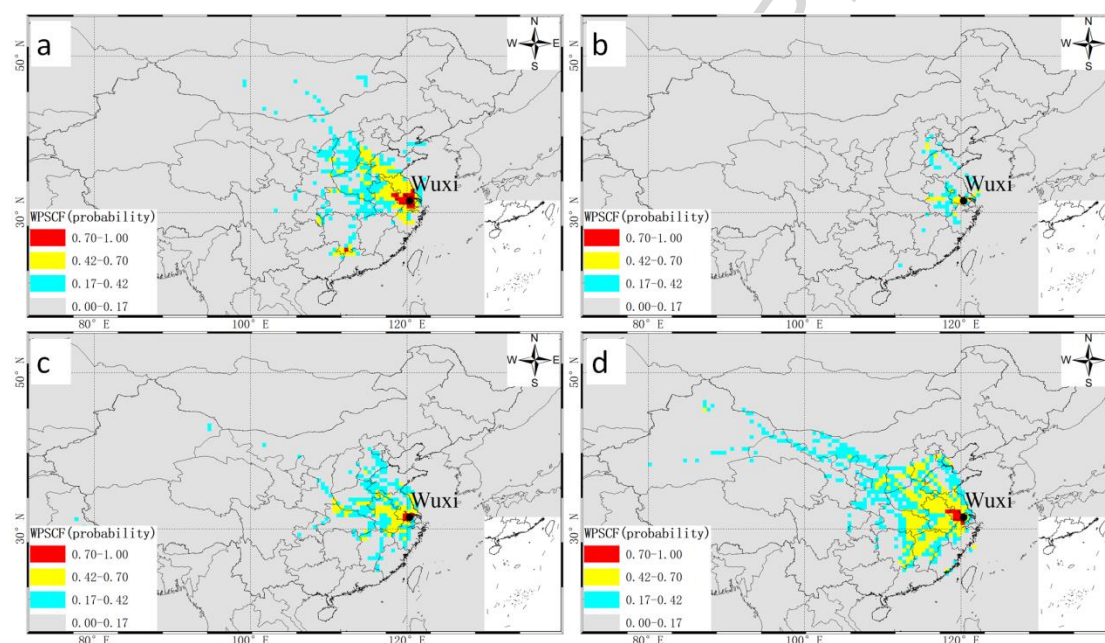 a
N
W E
S
50° N
30° N
Wuxi
WPSCF(probability)
0.70-1.00
0.42-0.70
0.17-0.42
0.00-0.17
80° E
100° E
120° E
b
N
W E
S
50° N
30° N
Wuxi
WPSCF(probability)
0.70-1.00
0.42-0.70
0.17-0.42
0.00-0.17
80° E
100° E
120° E
c
N
W E
S
50° N
30° N
Wuxi
WPSCF(probability)
0.70-1.00
0.42-0.70
0.17-0.42
0.00-0.17
80° E
100° E
120° E
d
N
W E
S
50° N
30° N
Wuxi
WPSCF(probability)
0.70-1.00
0.42-0.70
0.17-0.42
0.00-0.17
80° E
100° E
120° E